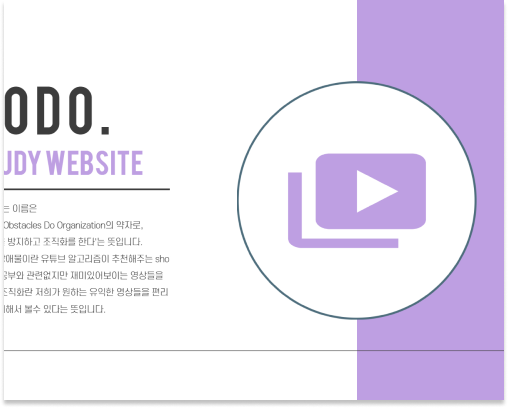 ODO.
UDY WEBSITE
는 이름은
Obstacles Do Organization의 약자로,
방지하고 조직화를 한다'는 뜻입니다.
애물이란 유튜브 알고리즘이 추천해주는 sho
부와 관련없지만 재미있어보이는 영상들을
조직화란 저희가 원하는 유익한 영상들을 편리
해서 볼수 있다는 뜻입니다.